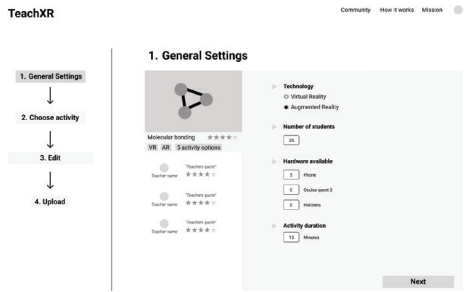 TeachXR
Community How it works Mission
1. General Settings
2. Choose activity
3. Edit
4. Upload
1. General Settings
Molecular bonding
VR AR 5 activity options
"Teachers quote"
Teacher name
"Teachers quote"
Teacher name
"Teachers quote"
Teacher name
Technology
Virtual Reality
Augmented Reality
Number of students
25
Hardware available
5 Phone
0 Oculus quest 2
0 Hololens
Activity duration
15 Minutes
Next